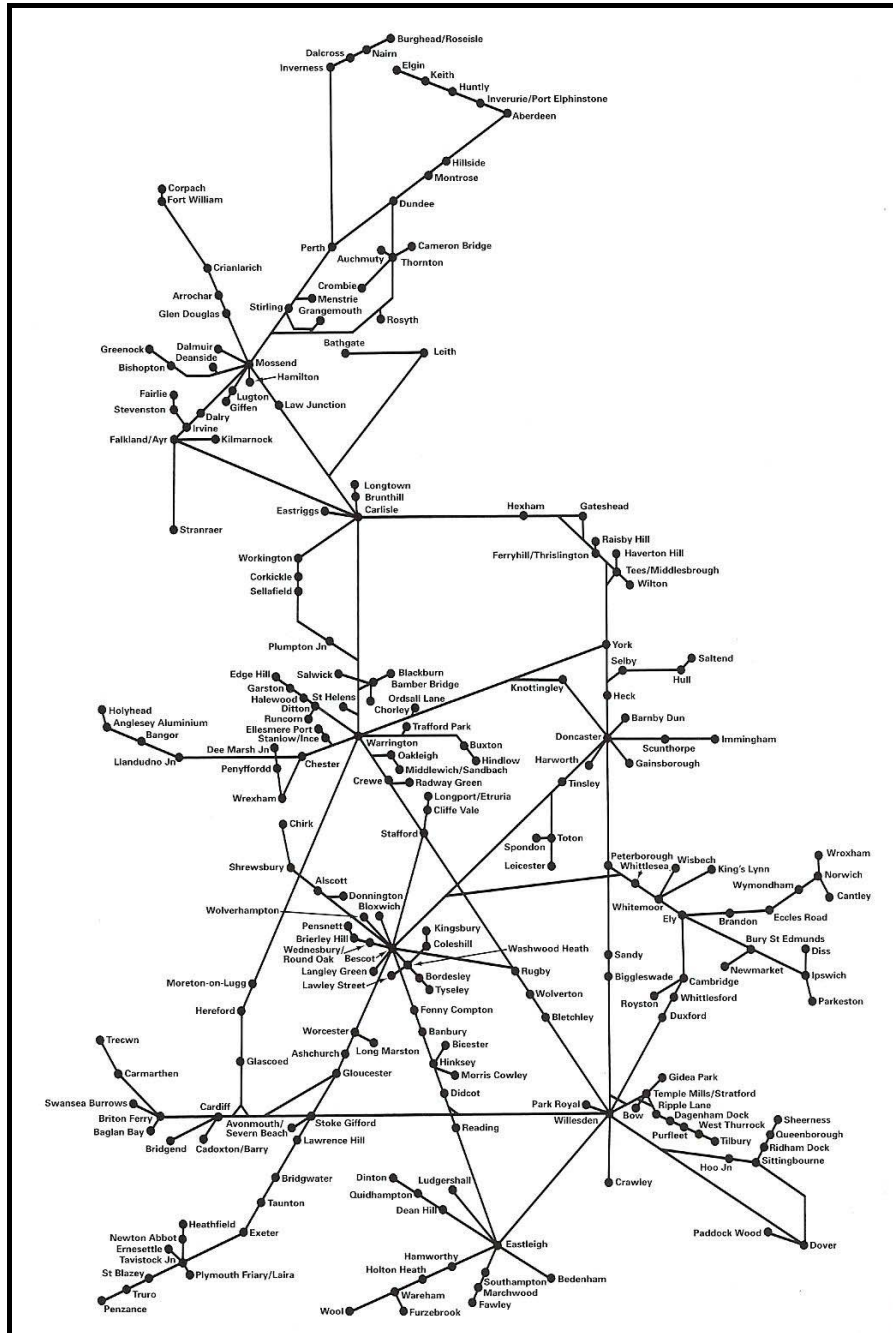 Burghead/Roseisle
Dalcross
Nairn
Inverness
Elgin
Keith
Huntly
Inverurie/Port Elphinstone
Aberdeen
Hillside
Montrose
Corpach
Fort William
Dundee
Perth
Cameron Bridge
Auchmuty
Thornton
Crianlarich
Crombie
Arrochar
Menstrie
Stirling
Grangemouth
Glen Douglas
Rosyth
Bathgate
Leith
Dalmuir
Greenock
Deanside
Mossend
Bishopton
Hamilton
Fairlie
Lugton
Giffen
Law Junction
Stevenston
Dalry
Irvine
Falkland/Ayr
Kilmarnock
Longtown
Brunthill
Eastriggs
Carlisle
Hexham
Gateshead
Stranraer
Raisby Hill
Ferryhill/Thrislington
Haverton Hill
Workington
Tees/Middlesbrough
Corkickle
Wilton
Sellafield
Plumpton Jn
York
Saltend
Selby
Hull
Edge Hill
Salwick
Blackburn
Bamber Bridge
Garston
Knottingley
Heck
Halewood
St Helens
Ordsall Lane
Holyhead
Ditton
Chorley
Anglesey Aluminium
Runcorn
Barnby Dun
Bangor
Ellesmere Port
Trafford Park
Stanlow/Ince
Doncaster
Immingham
Dee Marsh Jn
Warrington
Buxton
Scunthorpe
Llandudno Jn
Chester
Oakleigh
Hindlow
Harworth
Gainsborough
Penyffordd
Middlewich/Sandbach
Crewe
Radway Green
Tinsley
Wrexham
Longport/Etruria
Cliffe Vale
Chirk
Stafford
Spondon
Toton
Wroxham
Peterborough
Whittlesea
Wisbech
Leicester
King's Lynn
Shrewsbury
Norwich
Alscott
Wymondham
Donnington
Whitemoor
Cantley
Bloxwich
Wolverhampton
Ely
Brandon
Eccles Road
Pensnett
Kingsbury
Brierley Hill
Coleshill
Wednesbury/
Round Oak
Bescot
Washwood Heath
Bury St Edmunds
Diss
Sandy
Langley Green
Bordesley
Rugby
Newmarket
Ipswich
Lawley Street
Tyseley
Biggleswade
Cambridge
Moreton-on-Lugg
Wolverton
Royston
Whittlesford
Parkeston
Hereford
Fenny Compton
Bletchley
Duxford
Worcester
Banbury
Trecwn
Bicester
Long Marston
Ashchurch
Hinksey
Glascoed
Carmarthen
Gloucester
Morris Cowley
Gidea Park
Didcot
Temple Mills/Stratford
Swansea Burrows
Park Royal
Ripple Lane
Cardiff
Bow
Dagenham Dock
Briton Ferry
Willesden
West Thurrock
Sheerness
Avonmouth/
Severn Beach
Stoke Gifford
Reading
Purfleet
Tilbury
Queenborough
Baglan Bay
Bridgend
Cadoxton/Barry
Lawrence Hill
Ridham Dock
Hoo Jn
Sittingbourne
Bridgwater
Dinton
Ludgershall
Crawley
Quidhampton
Taunton
Dean Hill
Heathfield
Newton Abbot
Exeter
Paddock Wood
Ernesettle
Eastleigh
Dover
Tavistock Jn
Hamworthy
St Blazey
Plymouth Friary/Laira
Holton Heath
Bedenham
Southampton
Truro
Wareham
Marchwood
Penzance
Wool
Furzebrook
Fawley